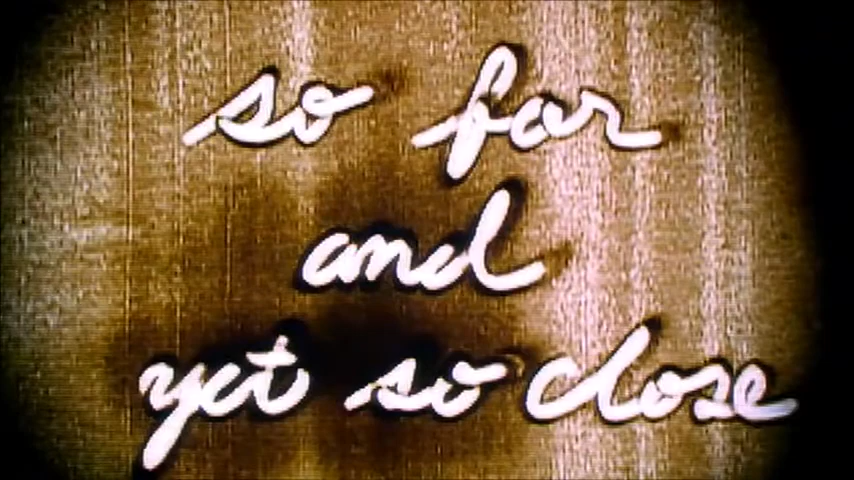 so far
and
yet so close